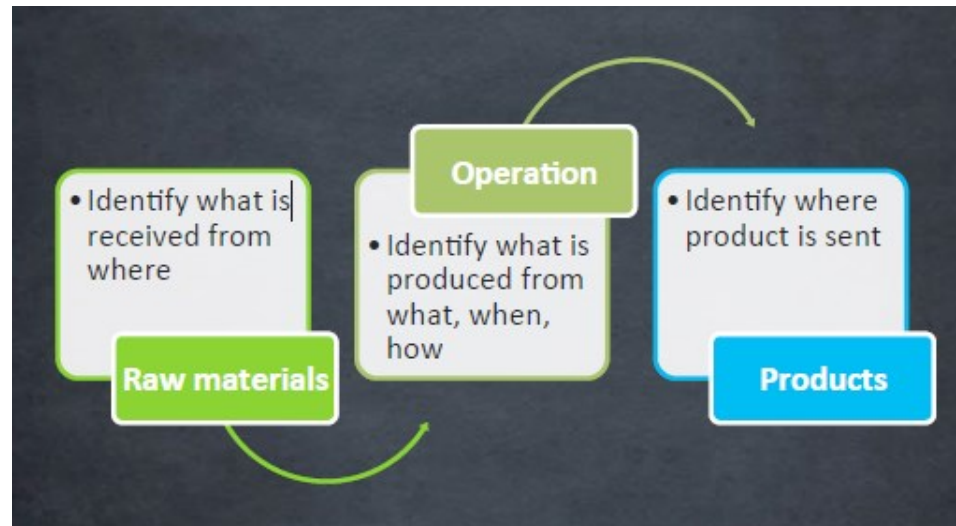 • Identify what is
received from
where
Raw materials
Operation
• Identify what is
produced from
what, when,
how
• Identify where
product is sent
Products